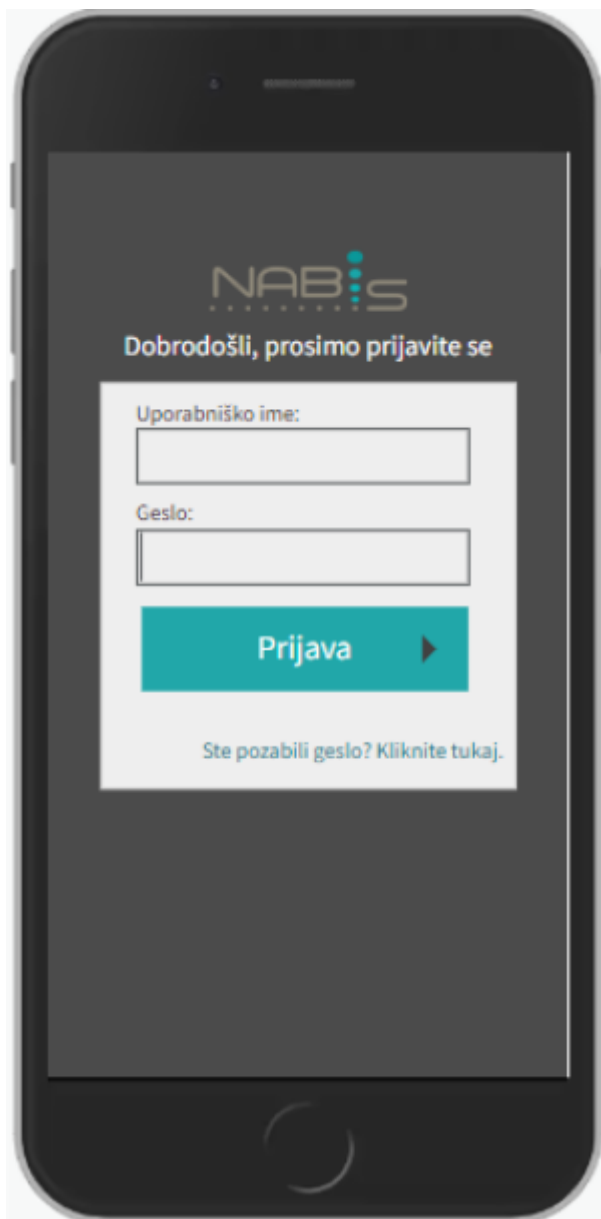 NABiS
Dobrodošli, prosimo prijavite se
Uporabniško ime:
Geslo:
Prijava
Ste pozabili geslo? Kliknite tukaj.